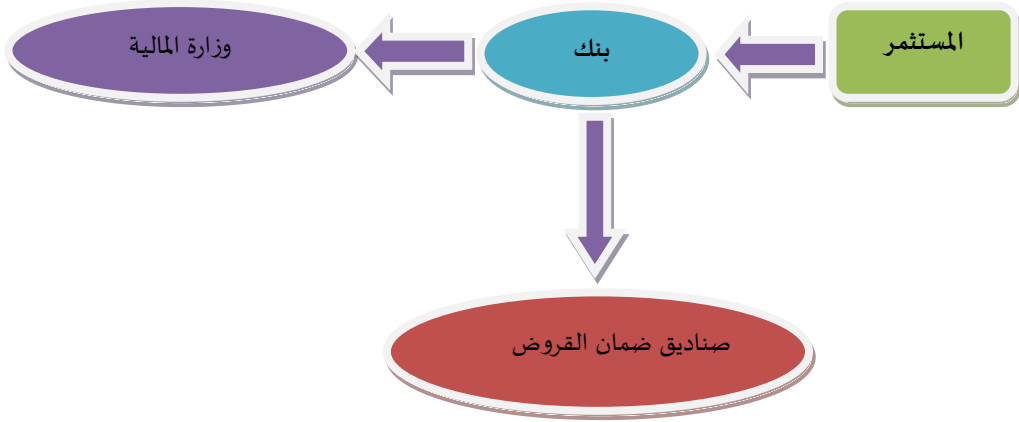 المستثمر
بنك
وزارة المالية
صناديق ضمان القروض